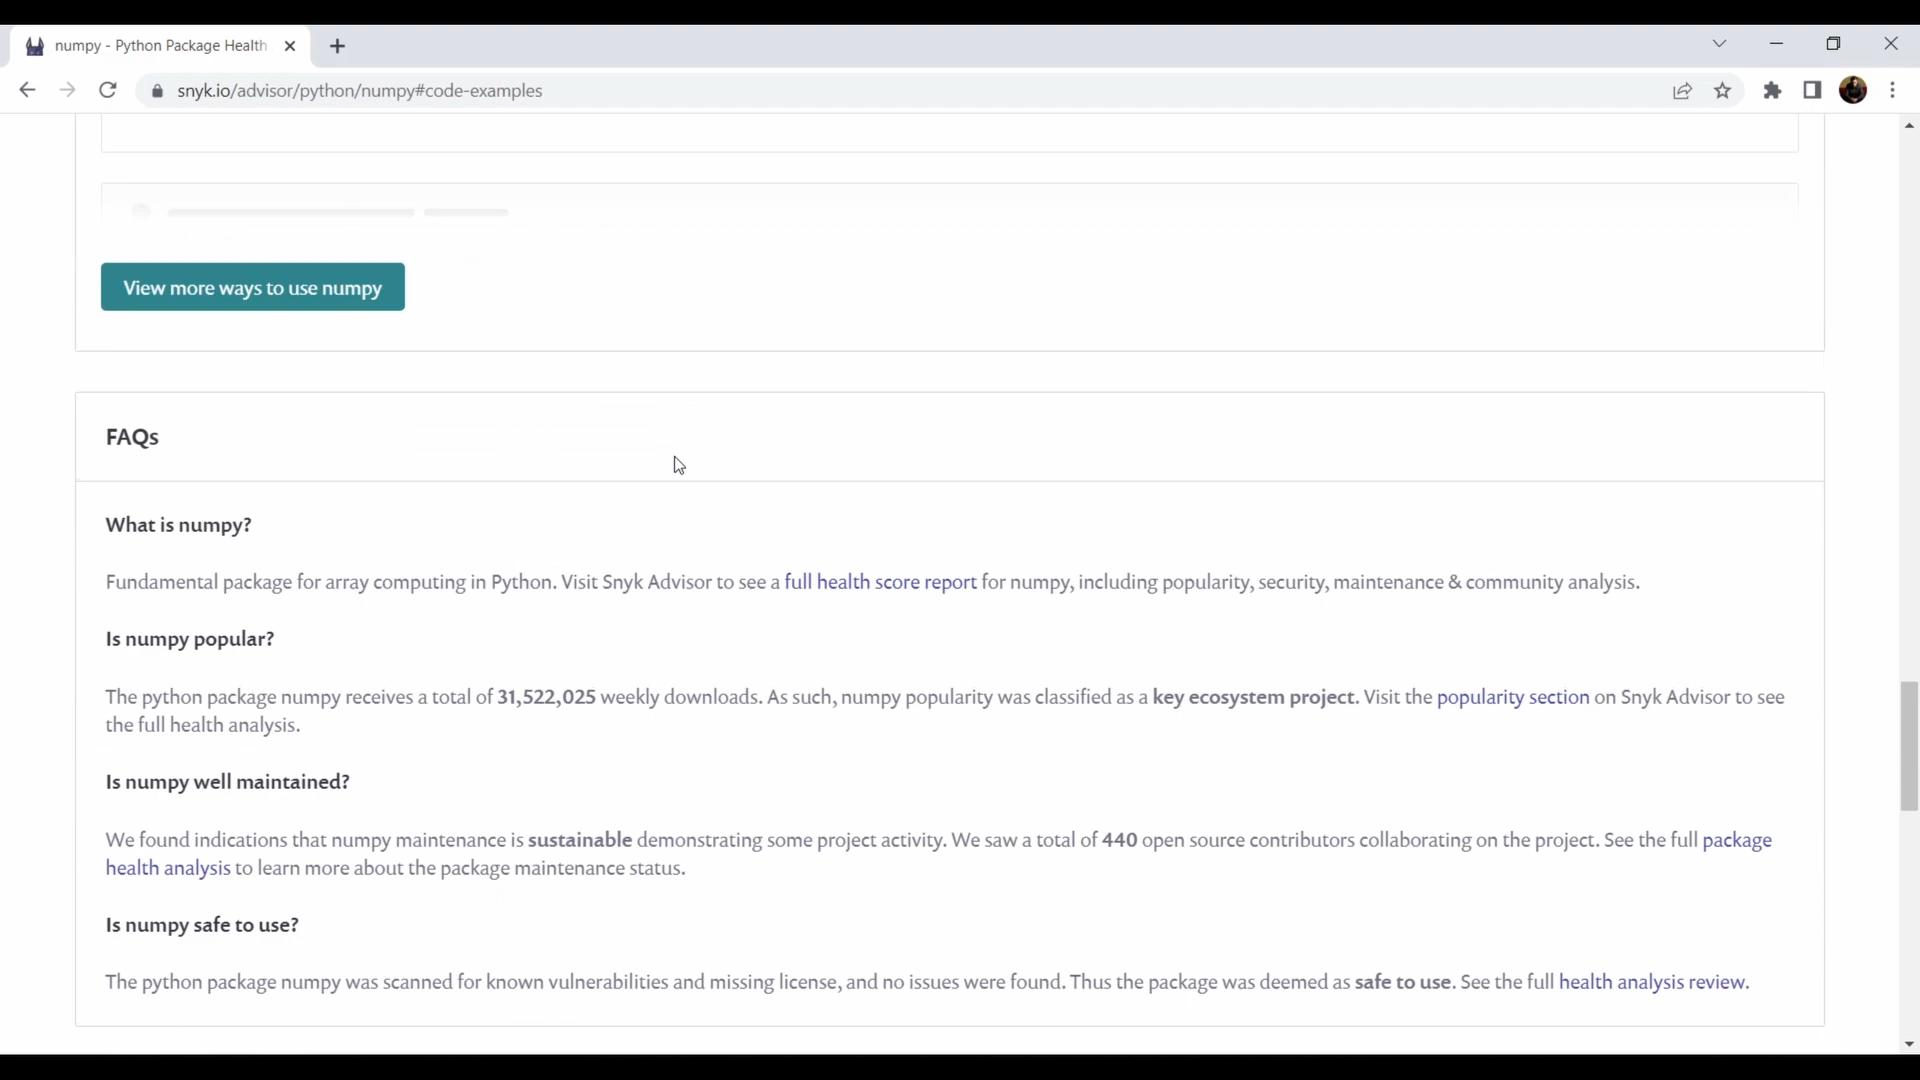 numpy - Python Package Health
snyk.io/advisor/python/numpy#code-examples
View more ways to use numpy
FAQs
What is numpy?
Fundamental package for array computing in Python. Visit Snyk Advisor to see a full health score report for numpy, including popularity, security, maintenance & community analysis.
Is numpy popular?
The python package numpy receives a total of 31,522,025 weekly downloads. As such, numpy popularity was classified as a key ecosystem project. Visit the popularity section on Snyk Advisor to see
the full health analysis.
Is numpy well maintained?
We found indications that numpy maintenance is sustainable demonstrating some project activity. We saw a total of 440 open source contributors collaborating on the project. See the full package
health analysis to learn more about the package maintenance status.
Is numpy safe to use?
The python package numpy was scanned for known vulnerabilities and missing license, and no issues were found. Thus the package was deemed as safe to use. See the full health analysis review.